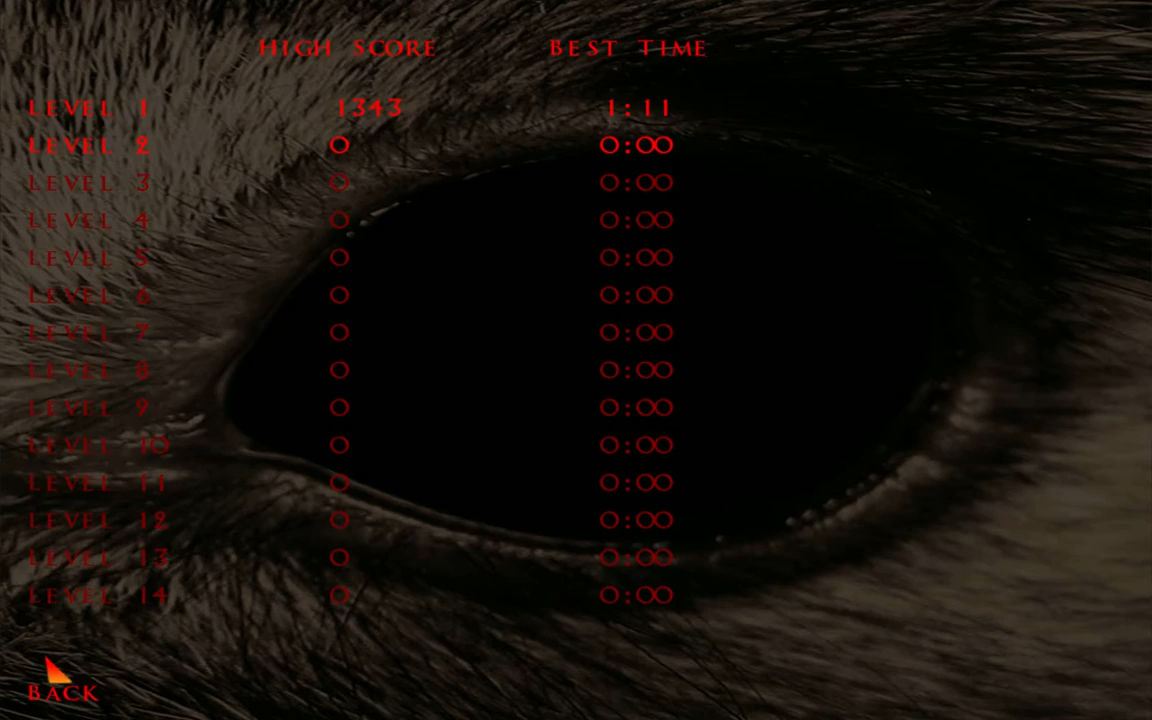 HIGH SCORE BEST TIME
LEVEL 1 1343 1:11
LEVEL 2 0 0:00
LEVEL 3 0 0:00
LEVEL 4 0 0:00
LEVEL 5 0 0:00
LEVEL 6 0 0:00
LEVEL 7 0 0:00
LEVEL 8 0 0:00
LEVEL 9 0 0:00
LEVEL 10 0 0:00
LEVEL 11 0 0:00
LEVEL 12 0 0:00
LEVEL 13 0 0:00
LEVEL 14 0 0:00
BACK